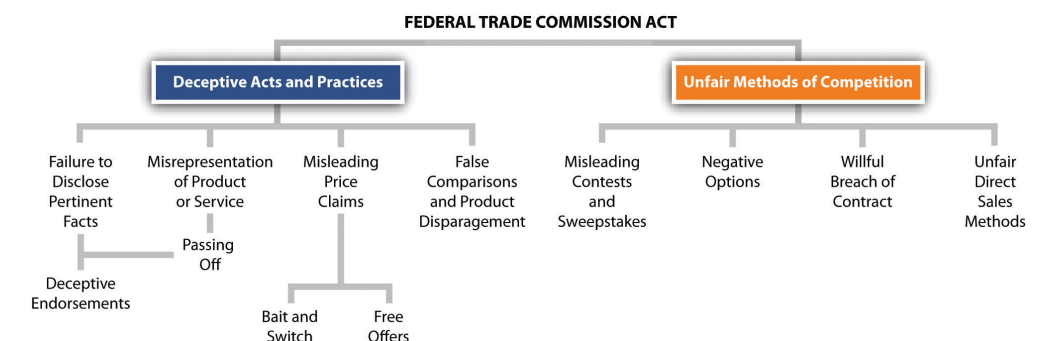 FEDERAL TRADE COMMISSION ACT
Deceptive Acts and Practices
Unfair Methods of Competition
Failure to
Disclose
Pertinent
Facts
Misrepresentation
of Product
or Service
Misleading
Price
Claims
False
Comparisons
and Product
Disparagement
Misleading
Contests
and
Sweepstakes
Negative
Options
Willful
Breach of
Contract
Unfair
Direct
Sales
Methods
Passing
Off
Deceptive
Endorsements
Bait and
Switch
Free
Offers